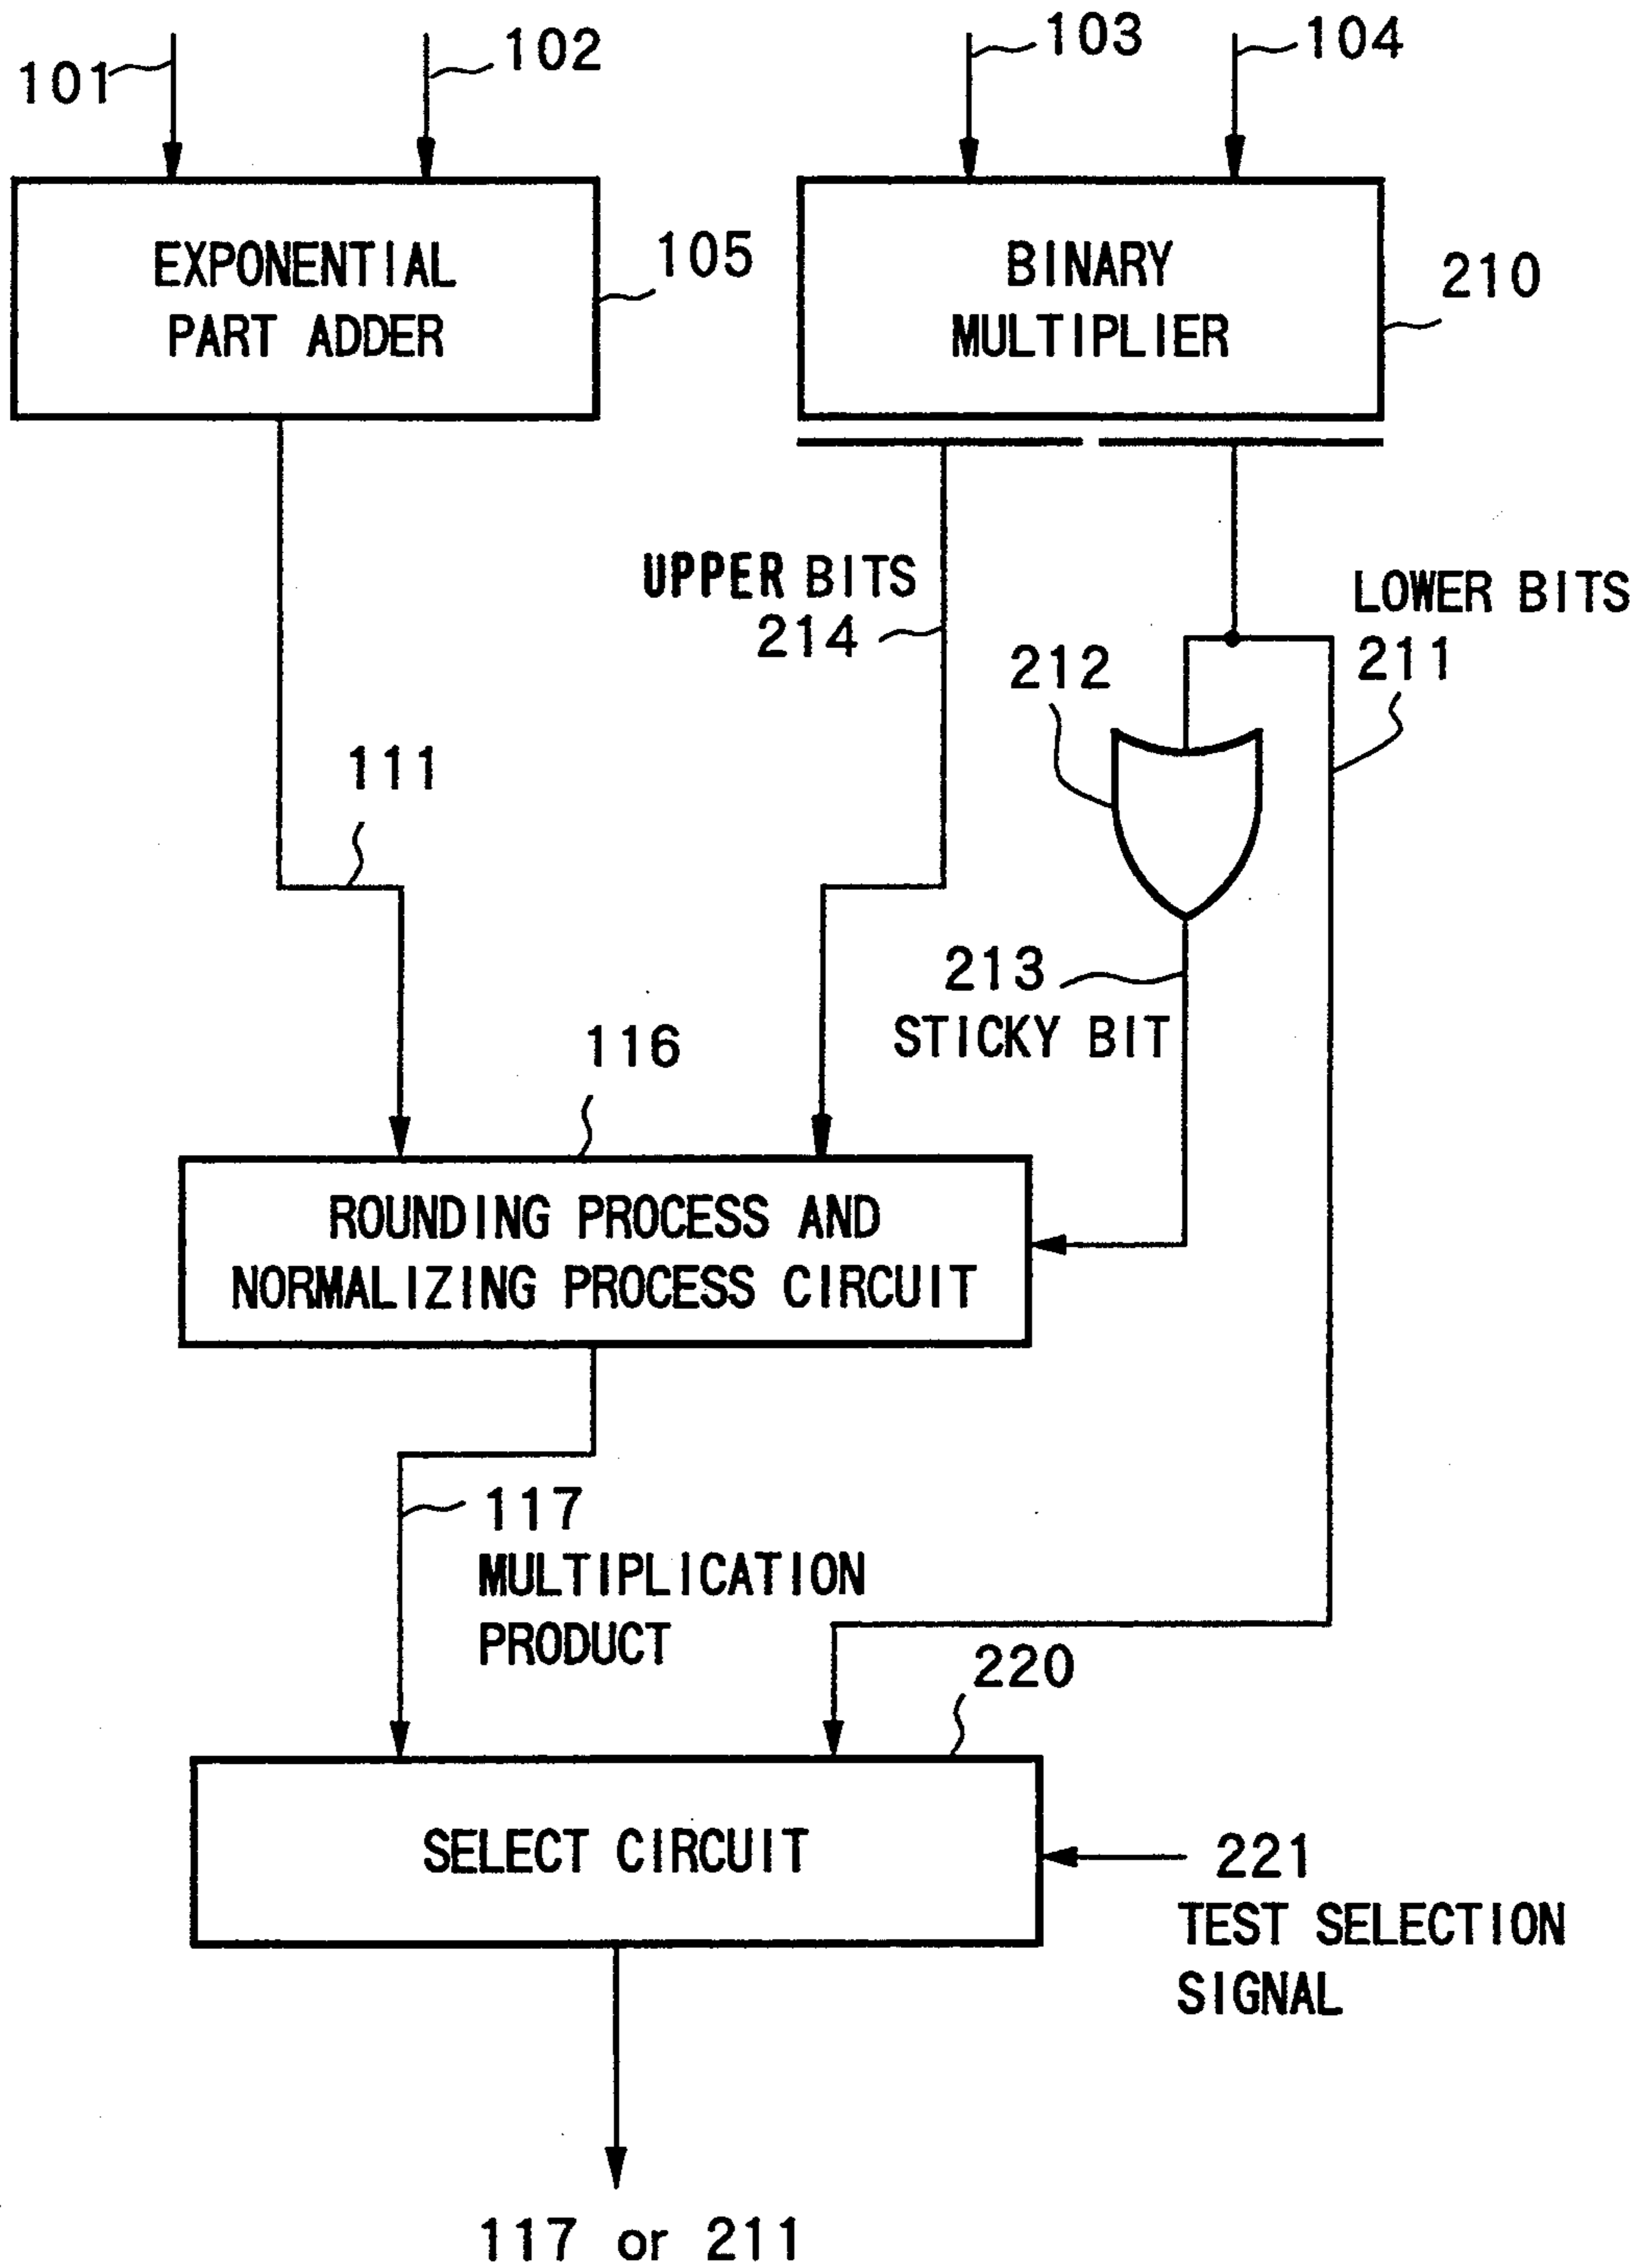 101
102
103
104
EXPONENTIAL
PART ADDER
105
BINARY
MULTIPLIER
210
UPPER BITS
214
LOWER BITS
211
212
111
213
STICKY BIT
116
ROUNDING PROCESS AND
NORMALIZING PROCESS CIRCUIT
117
MULTIPLICATION
PRODUCT
220
SELECT CIRCUIT
221
TEST SELECTION
SIGNAL
117 or 211